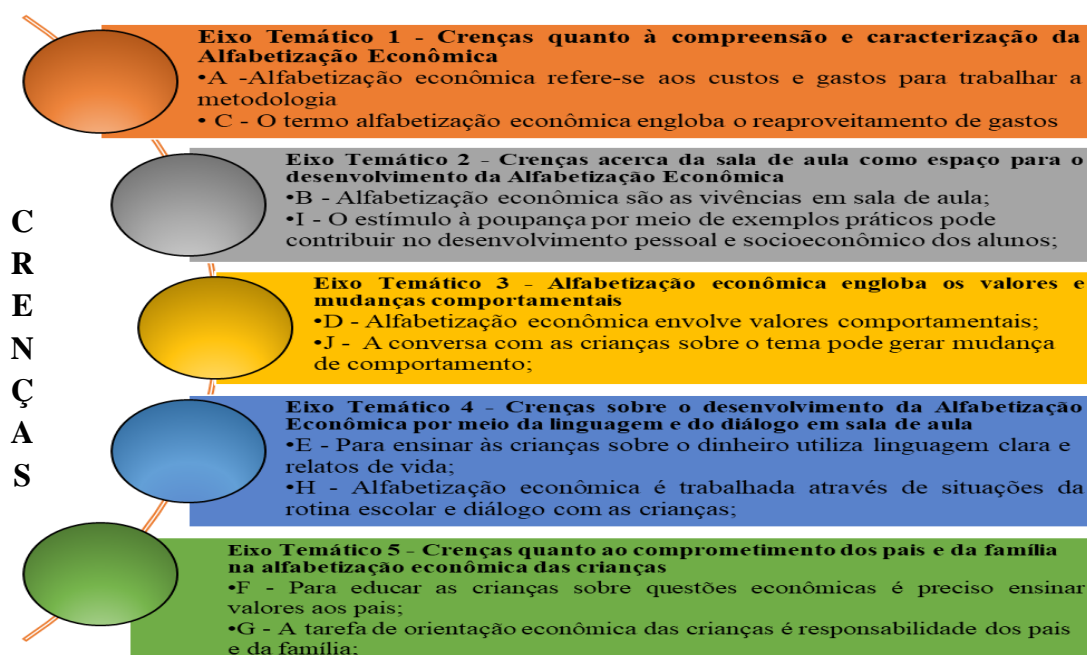 CRENÇAS
Eixo Temático 1 - Crenças quanto à compreensão e caracterização da
Alfabetização Econômica
•A -Alfabetização econômica refere-se aos custos e gastos para trabalhar a
metodologia
• C - O termo alfabetização econômica engloba o reaproveitamento de gastos
Eixo Temático 2 - Crenças acerca da sala de aula como espaço para o
desenvolvimento da Alfabetização Econômica
•B - Alfabetização econômica são as vivências em sala de aula;
•I - O estímulo à poupança por meio de exemplos práticos pode
contribuir no desenvolvimento pessoal e socioeconômico dos alunos;
Eixo Temático 3 - Alfabetização econômica engloba os valores e
mudanças comportamentais
•D - Alfabetização econômica envolve valores comportamentais;
•J - A conversa com as crianças sobre o tema pode gerar mudança
de comportamento;
Eixo Temático 4 - Crenças sobre o desenvolvimento da Alfabetização
Econômica por meio da linguagem e do diálogo em sala de aula
•E - Para ensinar às crianças sobre o dinheiro utiliza linguagem clara e
relatos de vida;
•H - Alfabetização econômica é trabalhada através de situações da
rotina escolar e diálogo com as crianças;
Eixo Temático 5 - Crenças quanto ao comprometimento dos pais e da família
na alfabetização econômica das crianças
•F - Para educar as crianças sobre questões econômicas é preciso ensinar
valores aos pais;
•G - A tarefa de orientação econômica das crianças é responsabilidade dos pais
e da família;